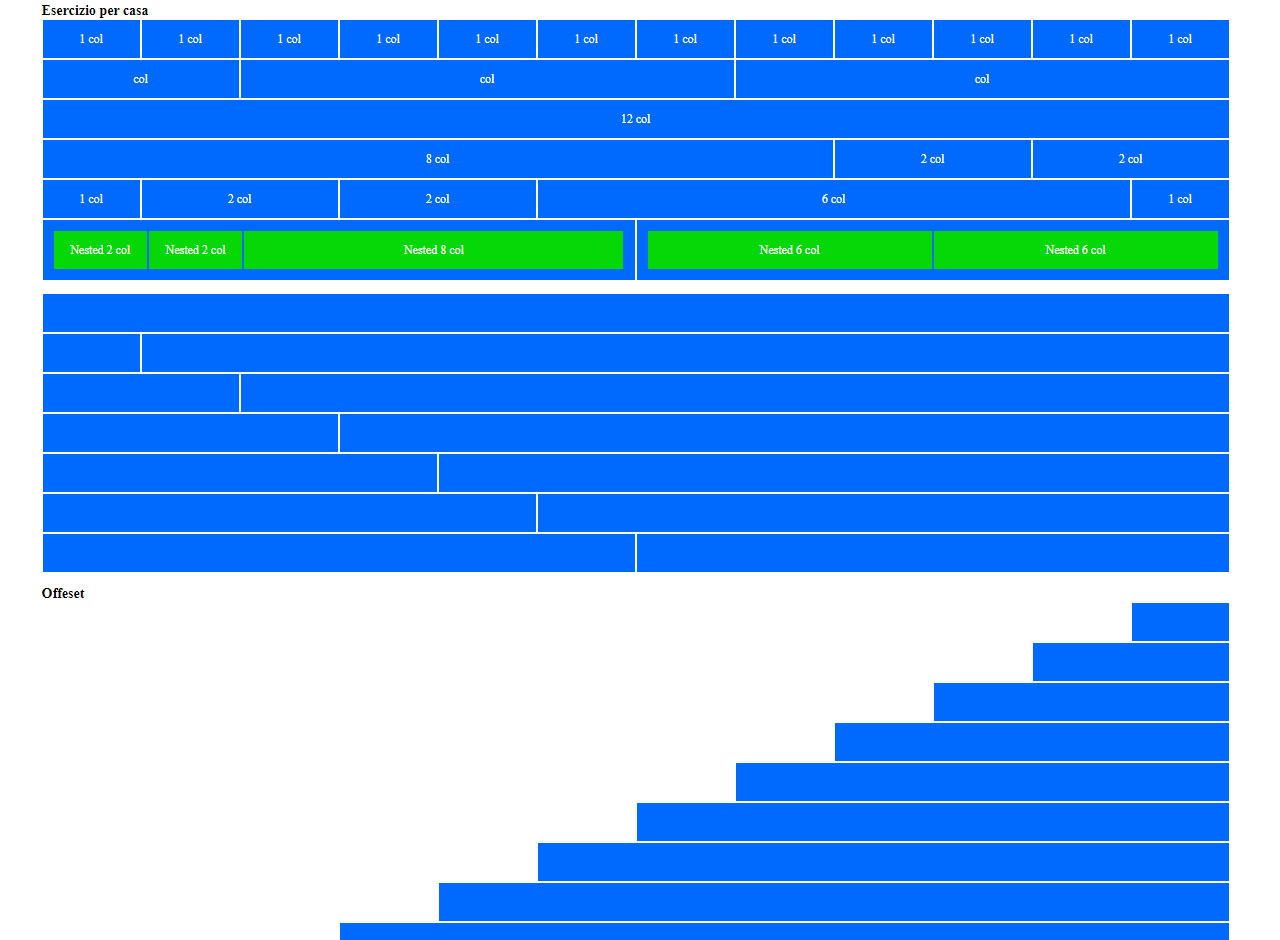 Esercizio per casa
1 col 1 col 1 col 1 col 1 col 1 col 1 col 1 col 1 col 1 col 1 col 1 col
col col col
12 col
8 col 2 col 2 col
1 col 2 col 2 col 6 col 1 col
Nested 2 col Nested 2 col Nested 8 col Nested 6 col Nested 6 col
Offeset